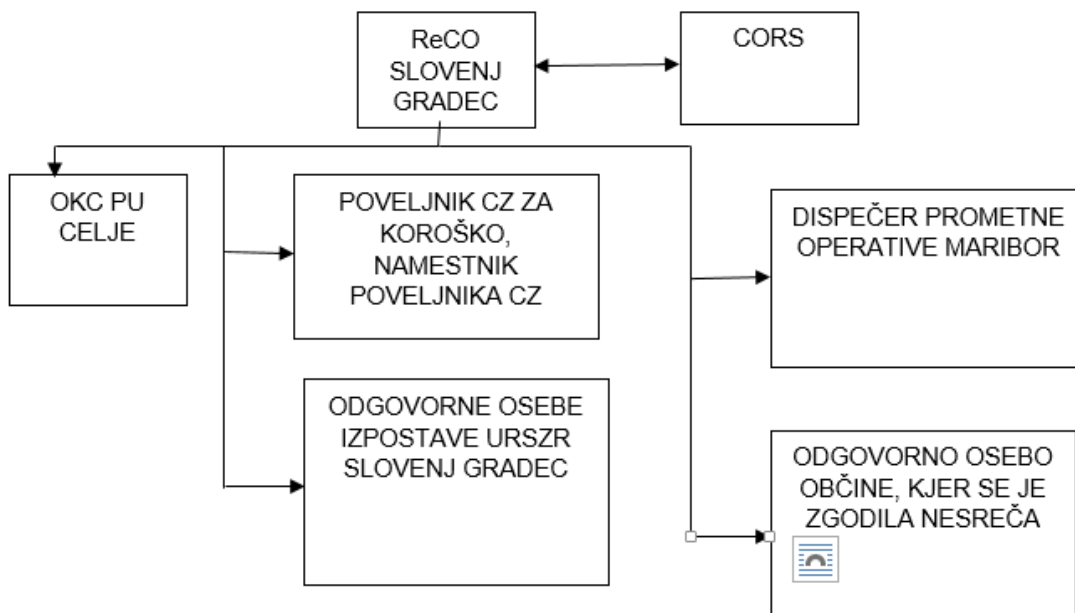 ReCO
SLOVENJ
GRADEC
CORS
OKC PU
CELJE
POVELJNIK CZ ZA
KOROŠKO,
NAMESTNIK
POVELJNIKA CZ
DISPEČER PROMETNE
OPERATIVE MARIBOR
ODGOVORNE OSEBE
IZPOSTAVE URSZR
SLOVENJ GRADEC
ODGOVORNO OSEBO
OBČINE, KJER SE JE
ZGODILA NESREČA